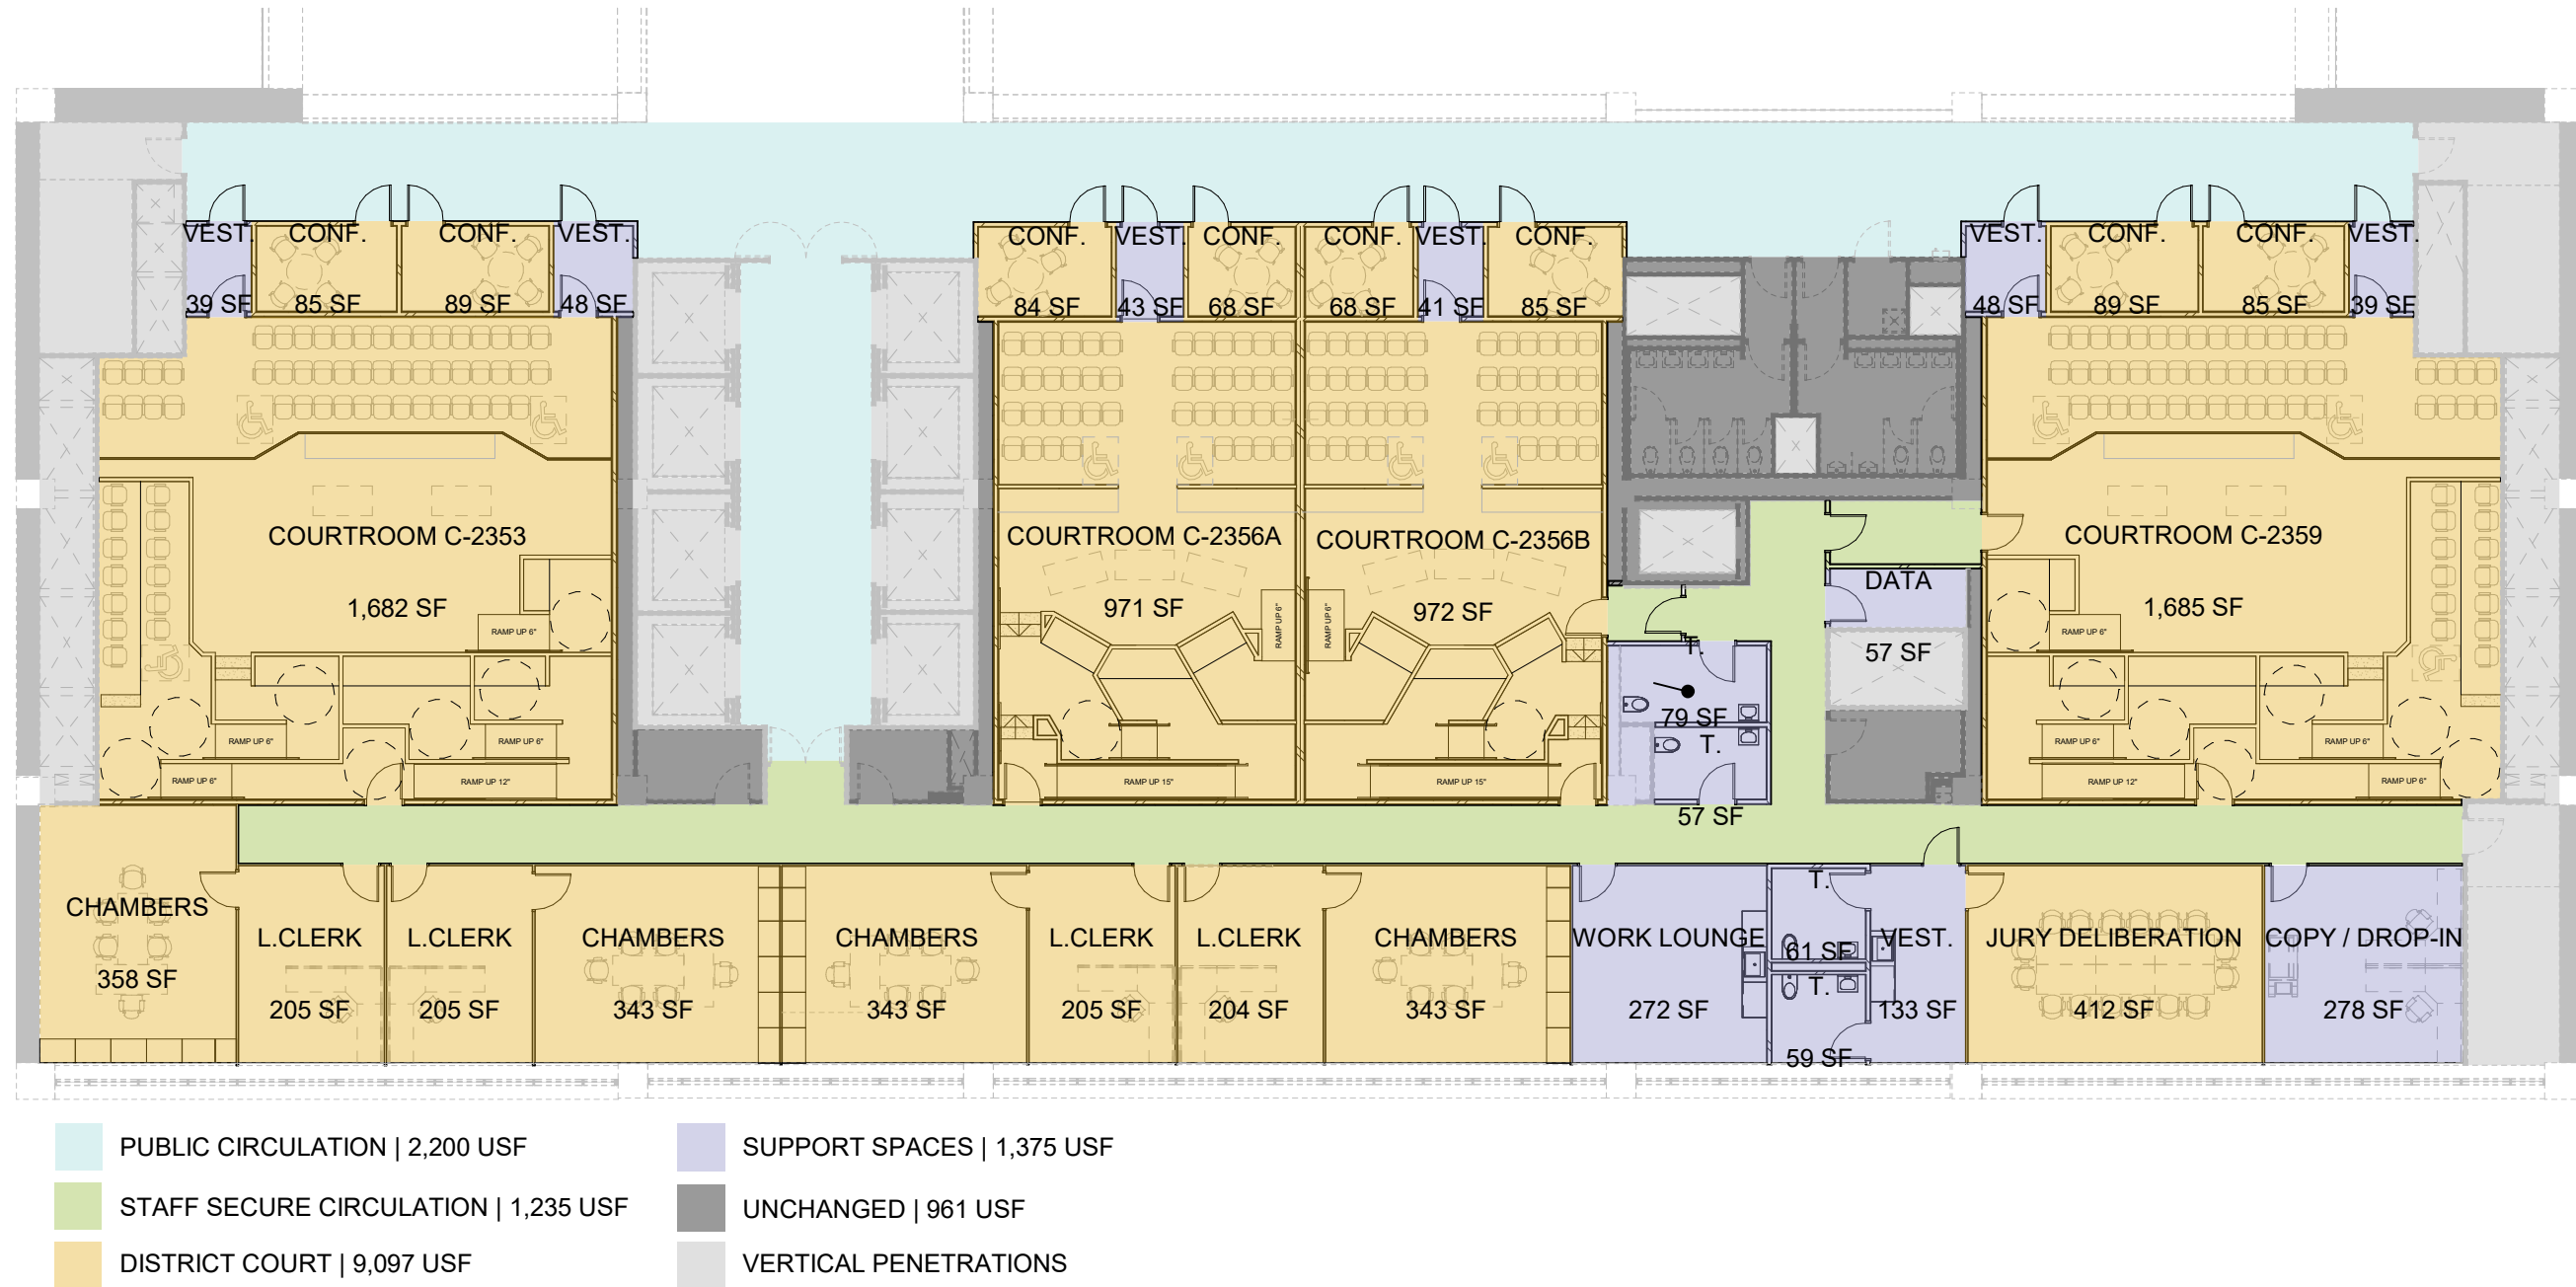 VEST. CONF. CONF. VEST. CONF. VEST. CONF. CONF. VEST. CONF. VEST. CONF. CONF. VEST.
39 SF 85 SF 89 SF 48 SF 84 SF 43 SF 68 SF 68 SF 41 SF 85 SF 48 SF 89 SF 85 SF 39 SF
COURTROOM C-2353
1,682 SF
RAMP UP 6"
RAMP UP 6"
RAMP UP 6"
RAMP UP 6"
RAMP UP 12"
COURTROOM C-2356A
971 SF
RAMP UP 6"
RAMP UP 15"
COURTROOM C-2356B
972 SF
RAMP UP 6"
RAMP UP 15"
DATA
57 SF
T.
79 SF
T.
57 SF
COURTROOM C-2359
1,685 SF
RAMP UP 6"
RAMP UP 6"
RAMP UP 6"
RAMP UP 12"
RAMP UP 6"
CHAMBERS
358 SF
L.CLERK
205 SF
L.CLERK
205 SF
CHAMBERS
343 SF
CHAMBERS
343 SF
L.CLERK
205 SF
L.CLERK
204 SF
CHAMBERS
343 SF
WORK LOUNGE
272 SF
T.
61 SF
T.
59 SF
VEST.
133 SF
JURY DELIBERATION
412 SF
COPY / DROP-IN
278 SF
PUBLIC CIRCULATION | 2,200 USF
STAFF SECURE CIRCULATION | 1,235 USF
DISTRICT COURT | 9,097 USF
SUPPORT SPACES | 1,375 USF
UNCHANGED | 961 USF
VERTICAL PENETRATIONS